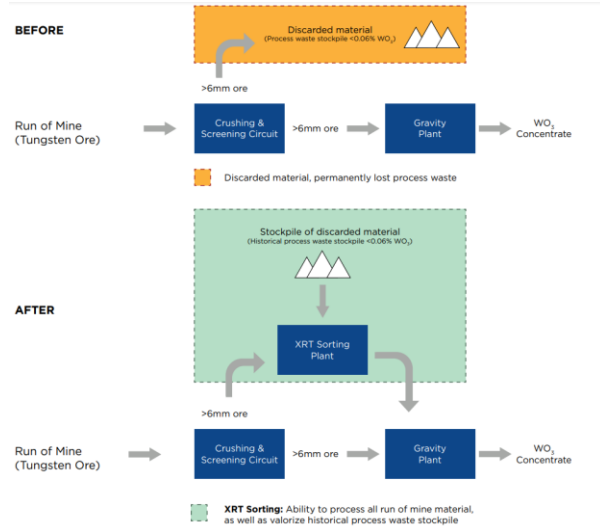 BEFORE
Discarded material
(Process waste stockpile <0.06% WO₃)
>6mm ore
Run of Mine
(Tungsten Ore)
Crushing &
Screening Circuit
>6mm ore
Gravity
Plant
WO₃
Concentrate
Discarded material, permanently lost process waste
Stockpile of discarded material
(Historical process waste stockpile <0.06% WO₃)
AFTER
XRT Sorting
Plant
>6mm ore
Run of Mine
(Tungsten Ore)
Crushing &
Screening Circuit
>6mm ore
Gravity
Plant
WO₃
Concentrate
XRT Sorting: Ability to process all run of mine material,
as well as valorize historical process waste stockpile